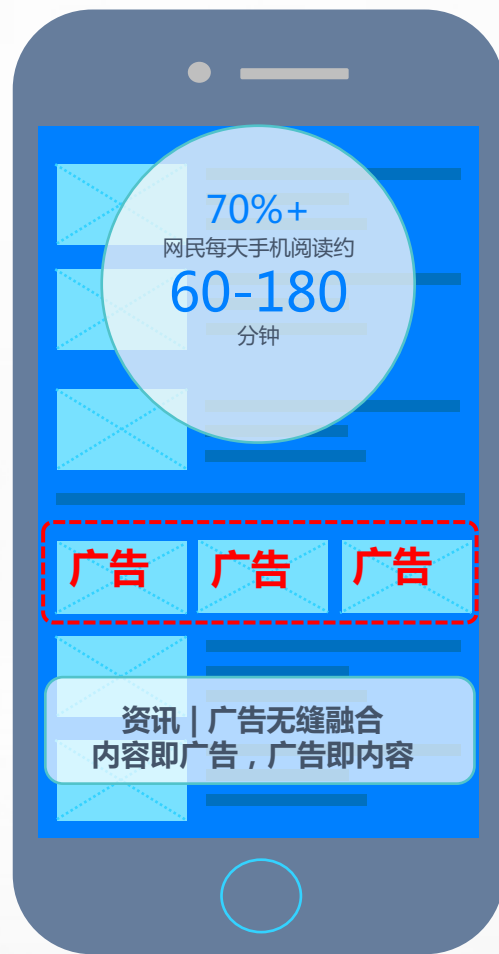 70%+
网民每天手机阅读约
60-180
分钟
广告 广告 广告
资讯|广告无缝融合
内容即广告，广告即内容